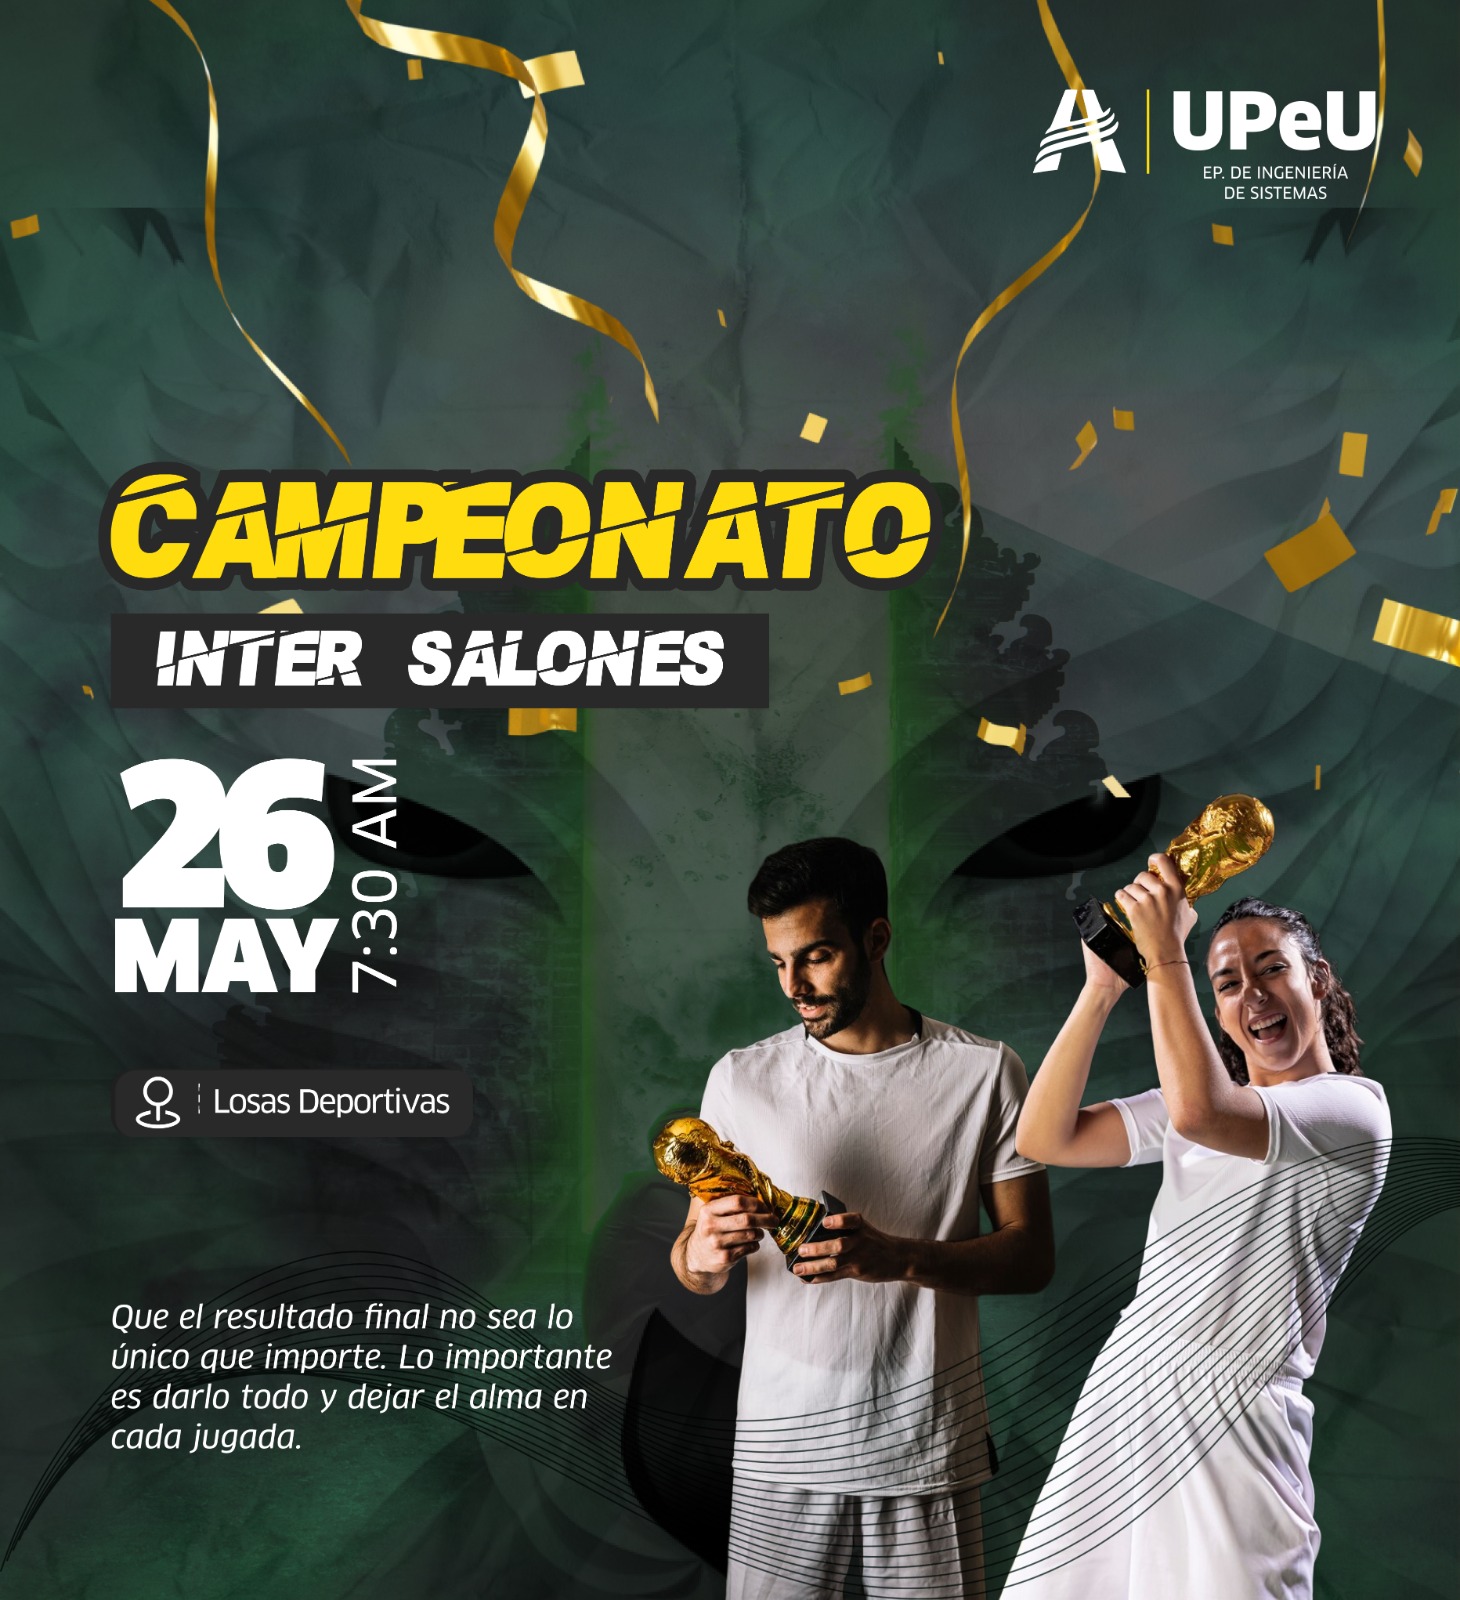 UPeU
EP. DE INGENIERÍA
DE SISTEMAS
CAMPEONATO
INTER SALONES
26
MAY
7:30 AM
Losas Deportivas
Que el resultado final no sea lo
único que importe. Lo importante
es darlo todo y dejar el alma en
cada jugada.